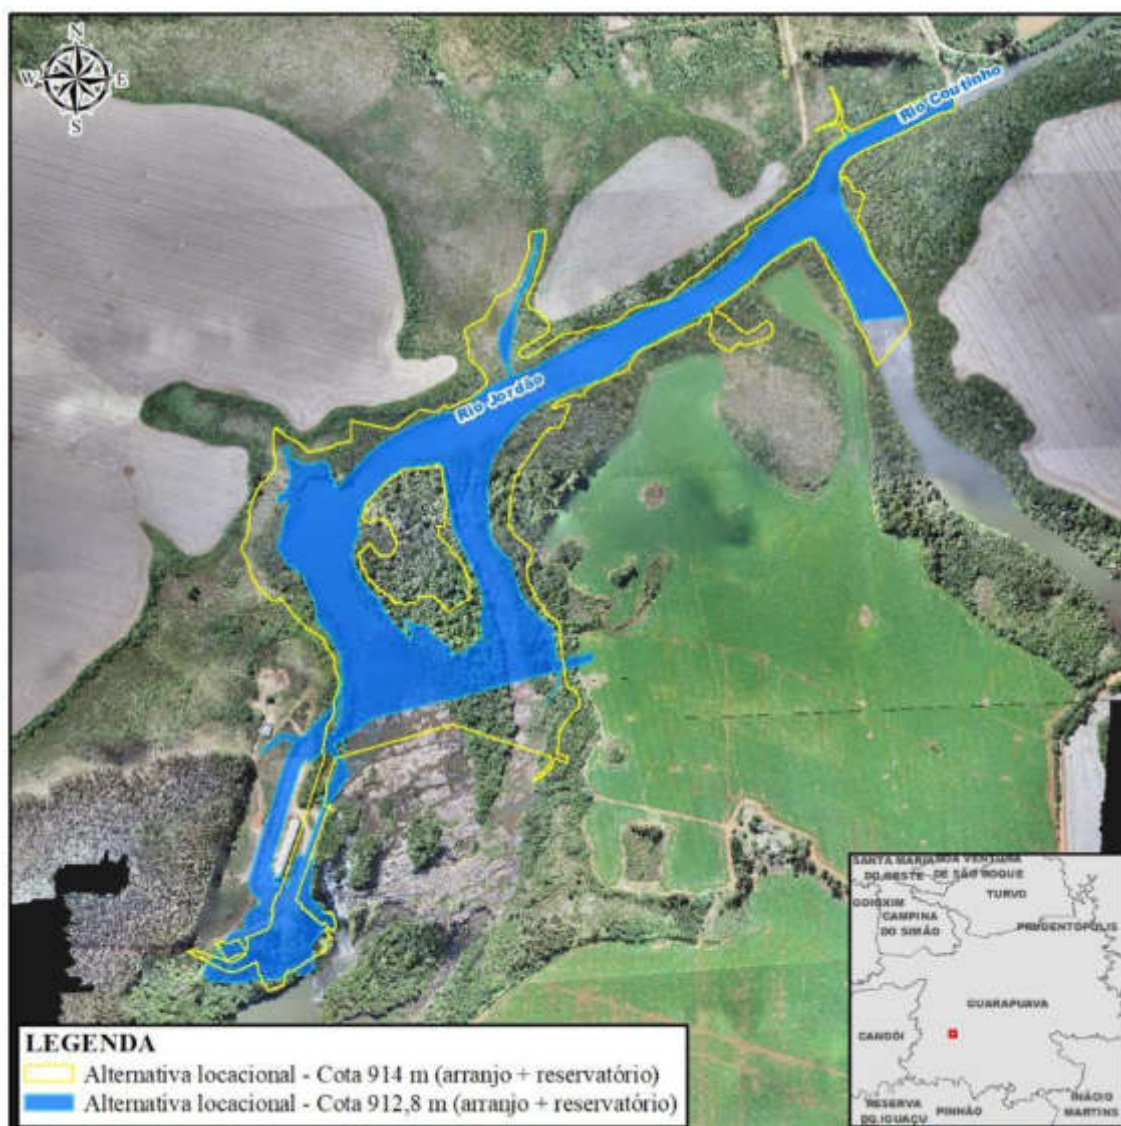 N
W E
S
Rio Coutinho
Rio Jordão
SANTA MARIA
DO OESTE
BOA VENTURA
DE SÃO ROQUE
TURVO
GOIOXIM
CAMPINA
DO SIMÃO
PRUDENTÓPOLIS
GUARAPUAVA
CANDÓI
RESERVA
DO IGUAÇU
PINHÃO
INÁCIO
MARTINS
LEGENDA
Alternativa locacional - Cota 914 m (arranjo + reservatório)
Alternativa locacional - Cota 912,8 m (arranjo + reservatório)